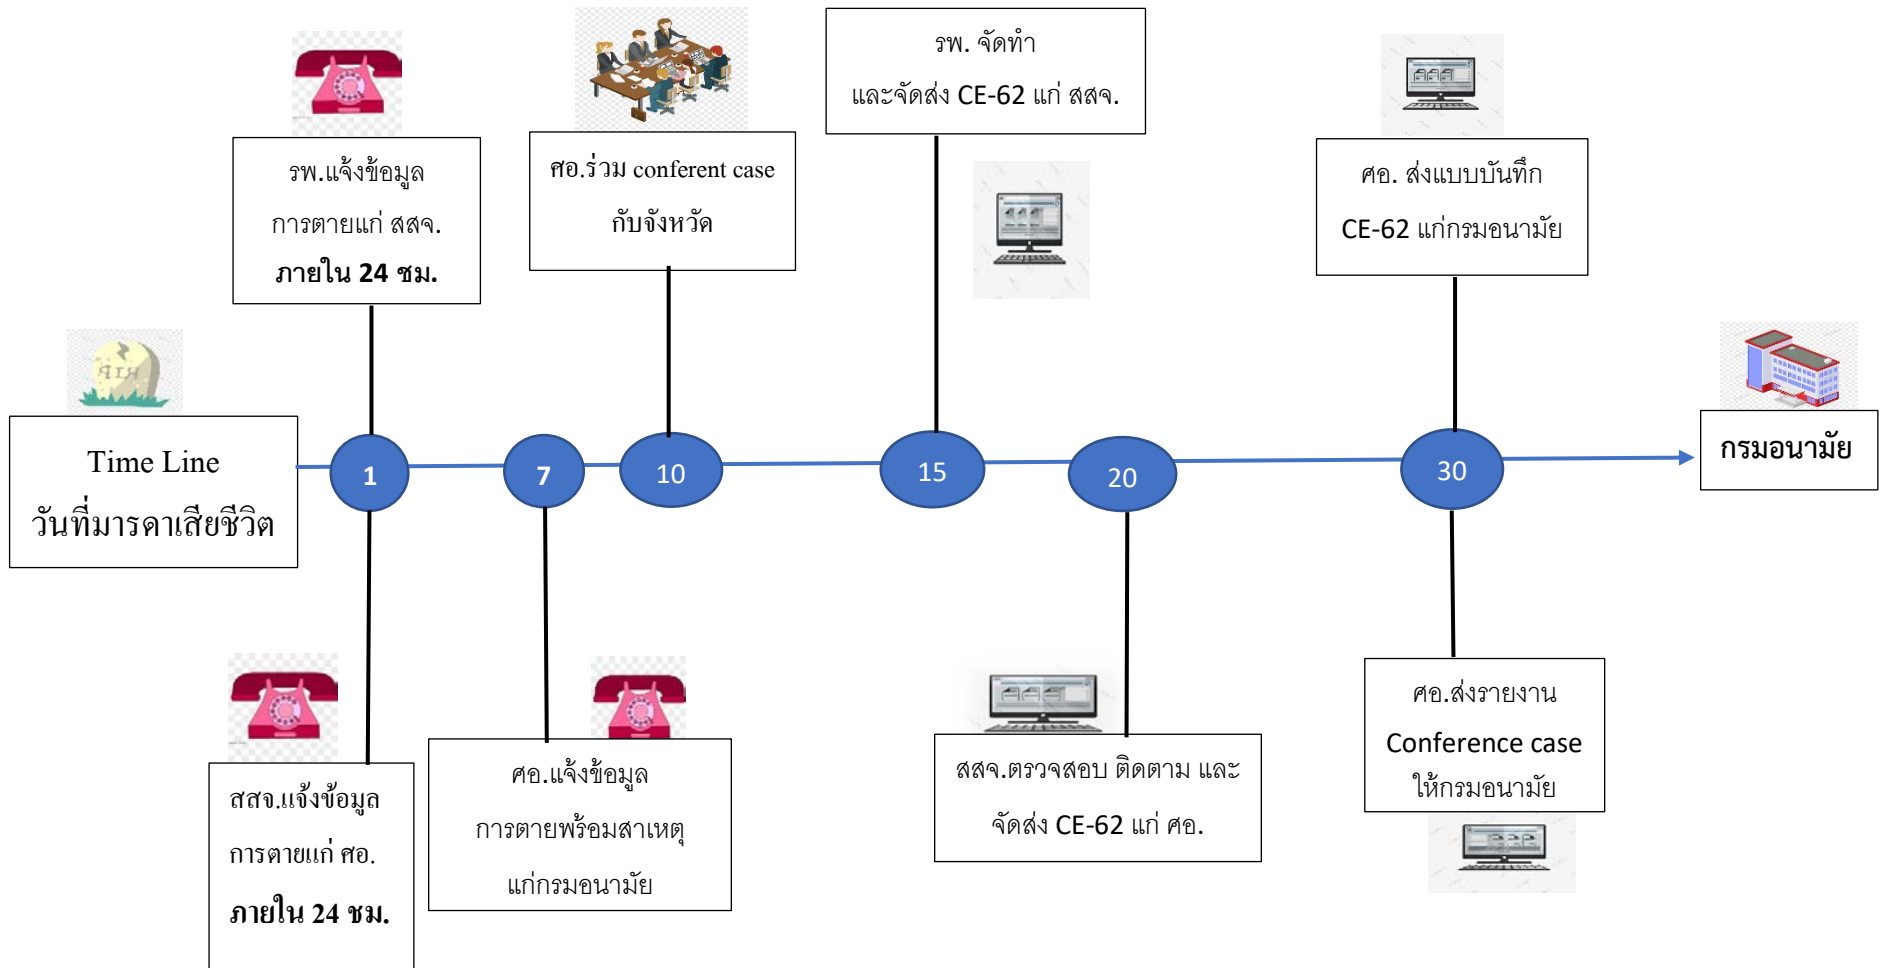 รพ. จัดทำ
และจัดส่ง CE-62 แก่ สสจ.
รพ.แจ้งข้อมูล
การตายแก่ สสจ.
ภายใน 24 ชม.
ศอ.ร่วม conferent case
กับจังหวัด
ศอ. ส่งแบบบันทึก
CE-62 แก่กรมอนามัย
Time Line
วันที่มารดาเสียชีวิต
1
7
10
15
20
30
กรมอนามัย
สสจ.แจ้งข้อมูล
การตายแก่ ศอ.
ภายใน 24 ชม.
ศอ.แจ้งข้อมูล
การตายพร้อมสาเหตุ
แก่กรมอนามัย
สสจ.ตรวจสอบ ติดตาม และ
จัดส่ง CE-62 แก่ ศอ.
ศอ.ส่งรายงาน
Conference case
ให้กรมอนามัย